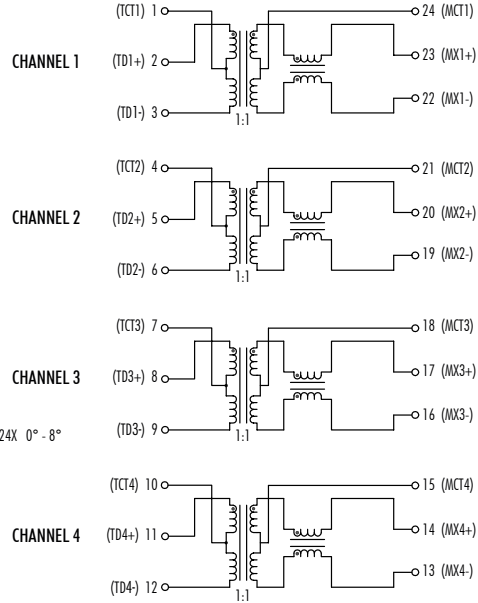 (TCT1) 1
24 (MCT1)
CHANNEL 1
(TD1+) 2
23 (MX1+)
22 (MX1-)
(TD1-) 3
1:1
(TCT2) 4
21 (MCT2)
CHANNEL 2
(TD2+) 5
20 (MX2+)
19 (MX2-)
(TD2-) 6
1:1
(TCT3) 7
18 (MCT3)
CHANNEL 3
(TD3+) 8
17 (MX3+)
16 (MX3-)
(TD3-) 9
24X 0° - 8°
1:1
(TCT4) 10
15 (MCT4)
CHANNEL 4
(TD4+) 11
14 (MX4+)
13 (MX4-)
(TD4-) 12
1:1